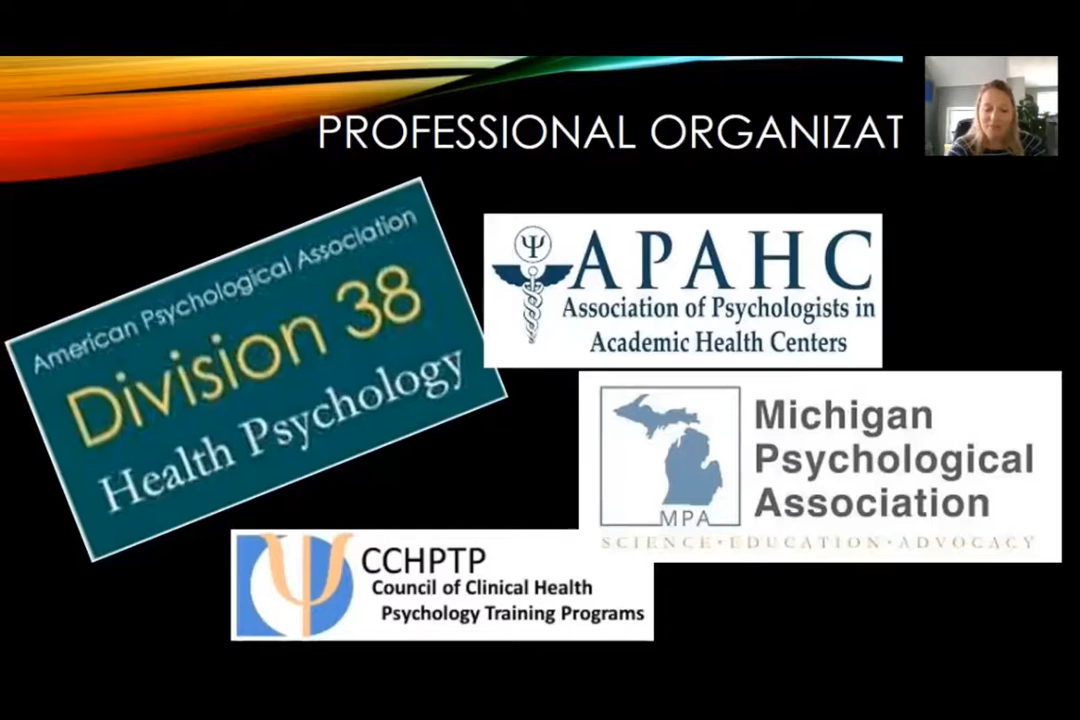 PROFESSIONAL ORGANIZAT
American Psychological Association
Division 38
Health Psychology
APAHC
Association of Psychologists in
Academic Health Centers
Michigan
Psychological
Association
MPA
SCIENCE•EDUCATION•ADVOCACY
CCHPTP
Council of Clinical Health
Psychology Training Programs